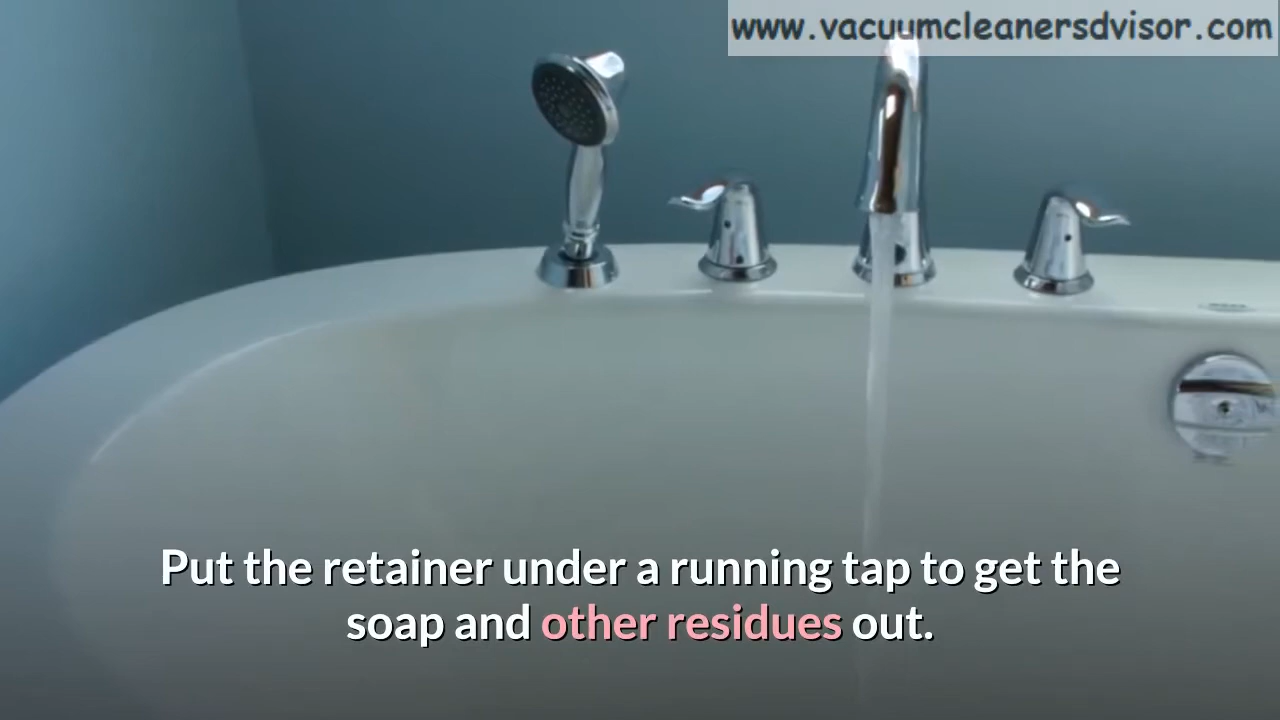 www.vacuumcleanersdvisor.com
Put the retainer under a running tap to get the
soap and other residues out.